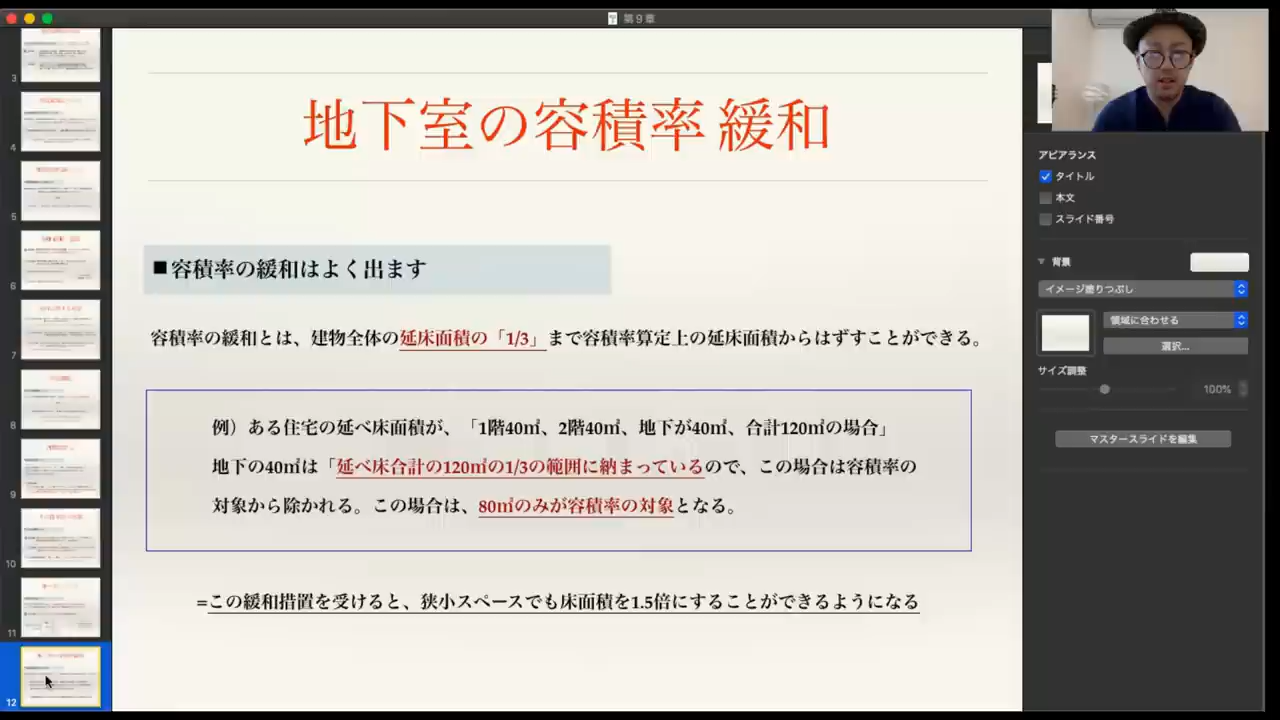 第9章
地下室の容積率緩和
■容積率の緩和はよく出ます
容積率の緩和とは、建物全体の延床面積の「1/3」まで容積率算定上の延床面積からはずすことができる。
例）ある住宅の延べ床面積が、「1階40㎡、2階40㎡、地下が40㎡、合計120㎡の場合」
地下の40㎡は「延べ床合計の120㎡の1/3の範囲に納まっているので、この場合は容積率の
対象から除かれる。この場合は、80㎡のみが容積率の対象となる。
=この緩和措置を受けると、狭小スペースでも床面積を1.5倍にすることができるようになる
3
4
5
6
7
8
9
10
11
12
アピアランス
タイトル
本文
スライド番号
背景
イメージ塗りつぶし
領域に合わせる
選択...
サイズ調整
100%
マスタースライドを編集